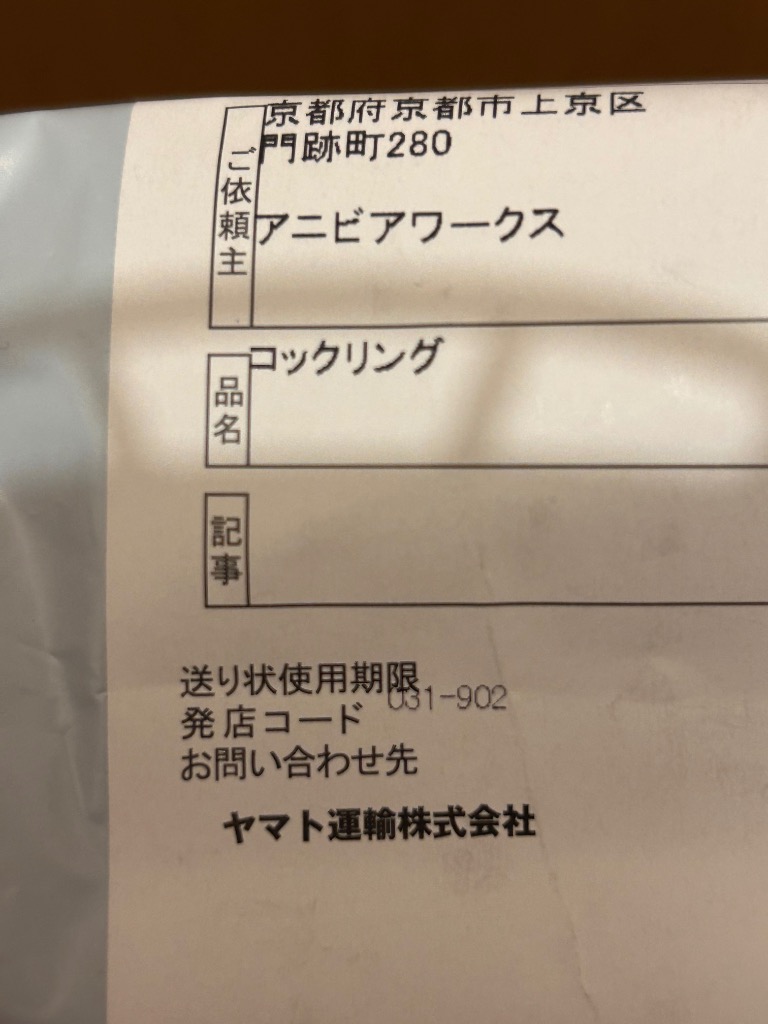 京都府京都市上京区
門跡町280
ご依頼主
アニビアワークス
品名
コックリング
記事
送り状使用期限
031-902
発店コード
お問い合わせ先
ヤマト運輸株式会社